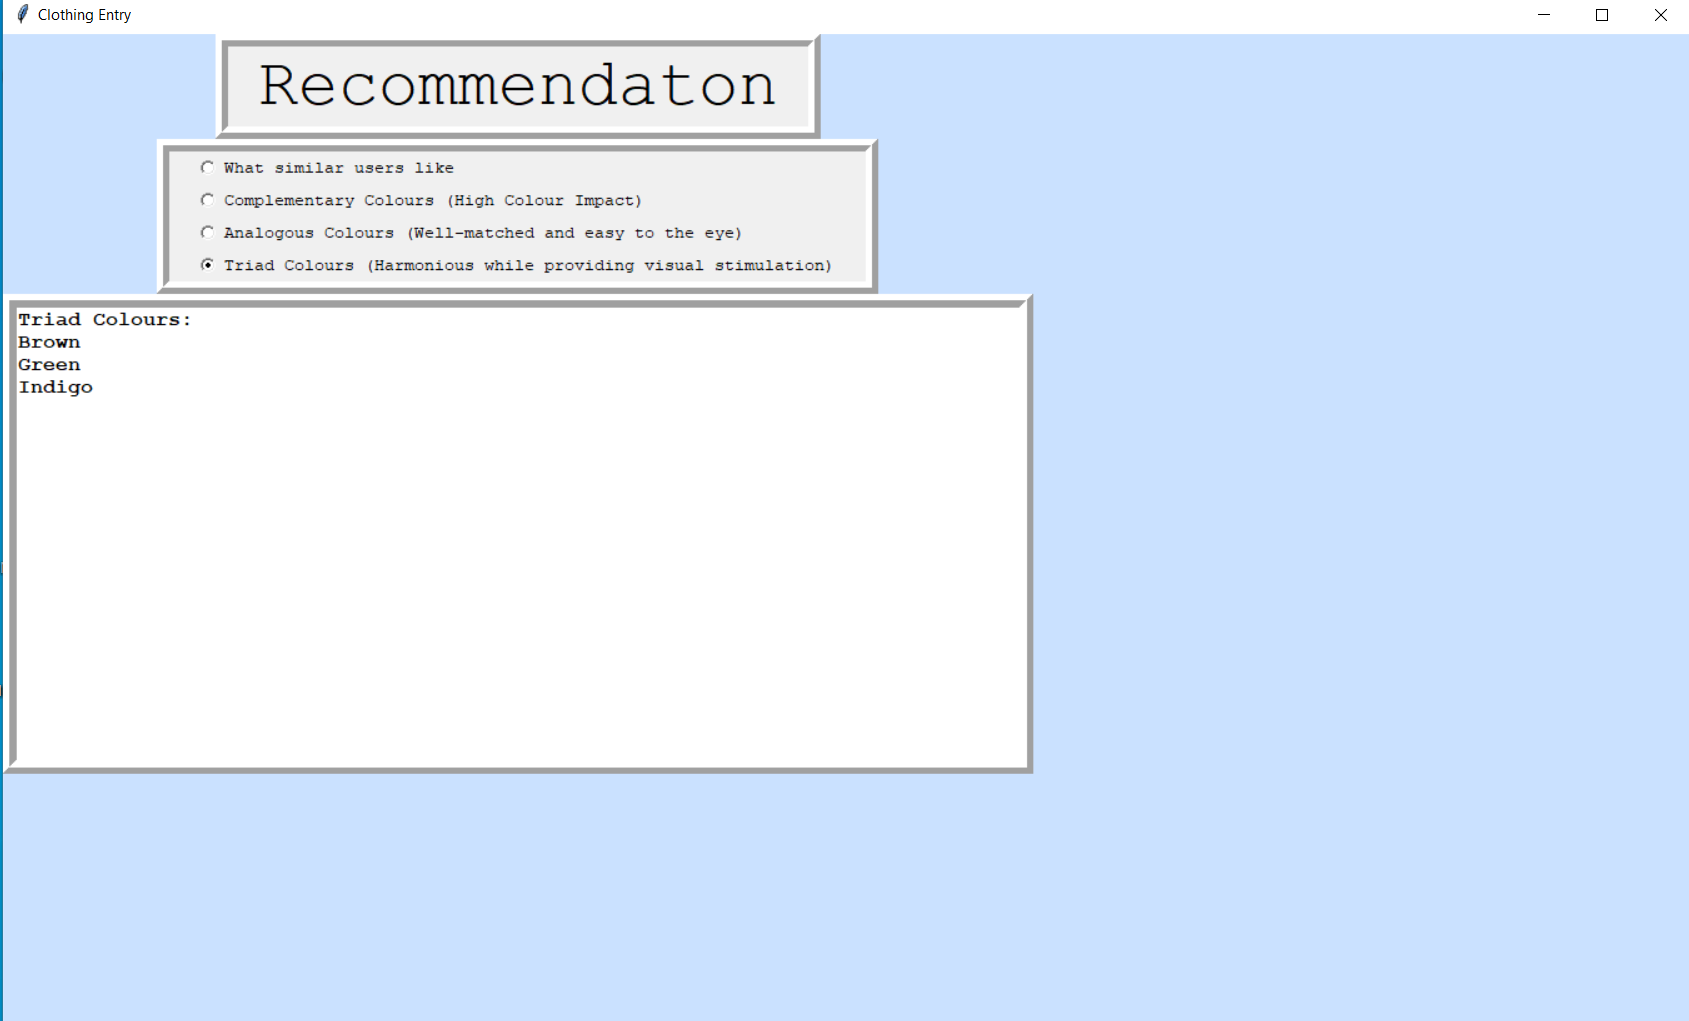 Clothing Entry
Recommendaton
What similar users like
Complementary Colours (High Colour Impact)
Analogous Colours (Well-matched and easy to the eye)
Triad Colours (Harmonious while providing visual stimulation)
Triad Colours:
Brown
Green
Indigo